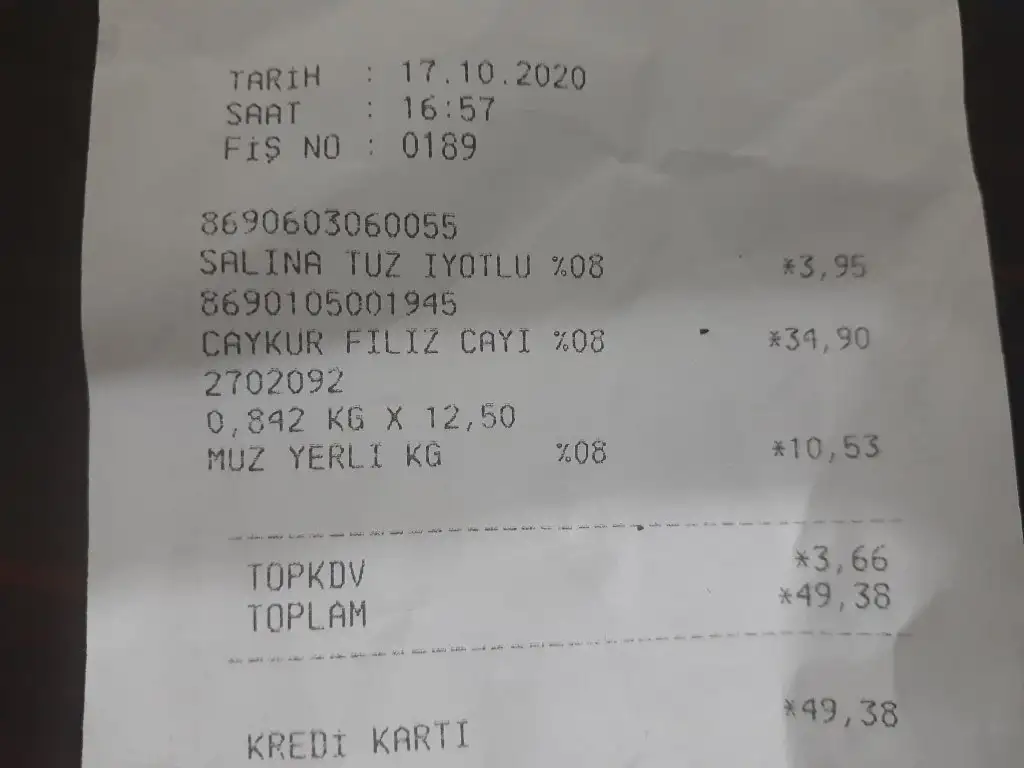 TARİH : 17.10.2020
SAAT : 16:57
FİŞ NO : 0189
8690603060055
SALINA TUZ IYOTLU %08 *3,95
8690105001945
CAYKUR FILIZ CAYI %08 *34,90
2702092
0,842 KG X 12,50
MUZ YERLI KG %08 *10,53
TOPKDV *3,66
TOPLAM *49,38
KREDİ KARTI *49,38